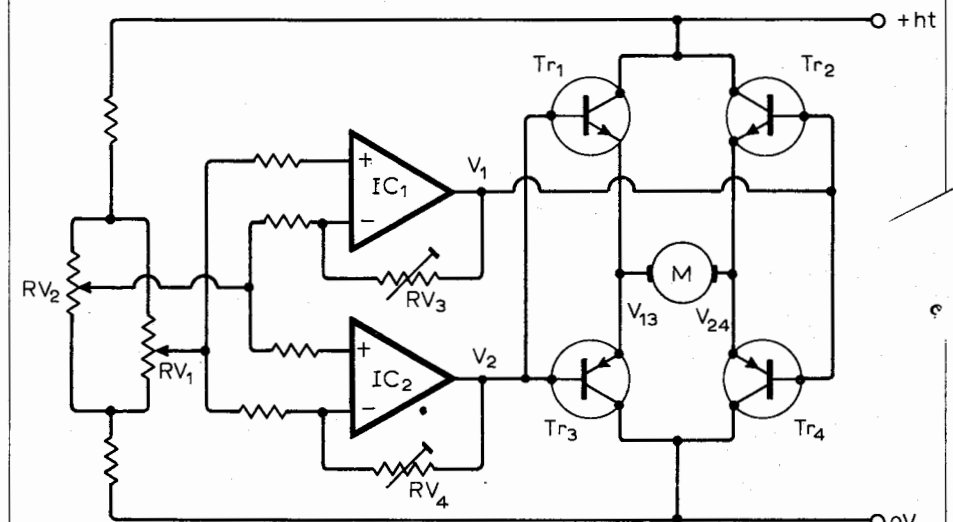 +ht
Tr1
Tr2
+
IC1
−
V1
RV2
RV3
M
V13
V24
RV1
+
IC2
−
V2
Tr3
Tr4
RV4
0V